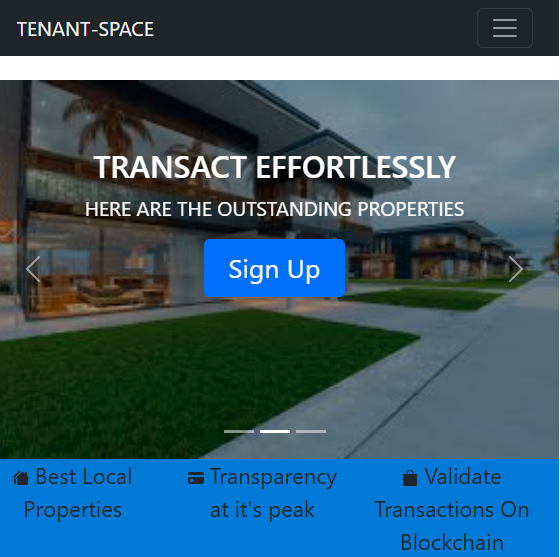 TENANT-SPACE
TRANSACT EFFORTLESSLY
HERE ARE THE OUTSTANDING PROPERTIES
Sign Up
Best Local
Properties
Transparency
at it's peak
Validate
Transactions On
Blockchain